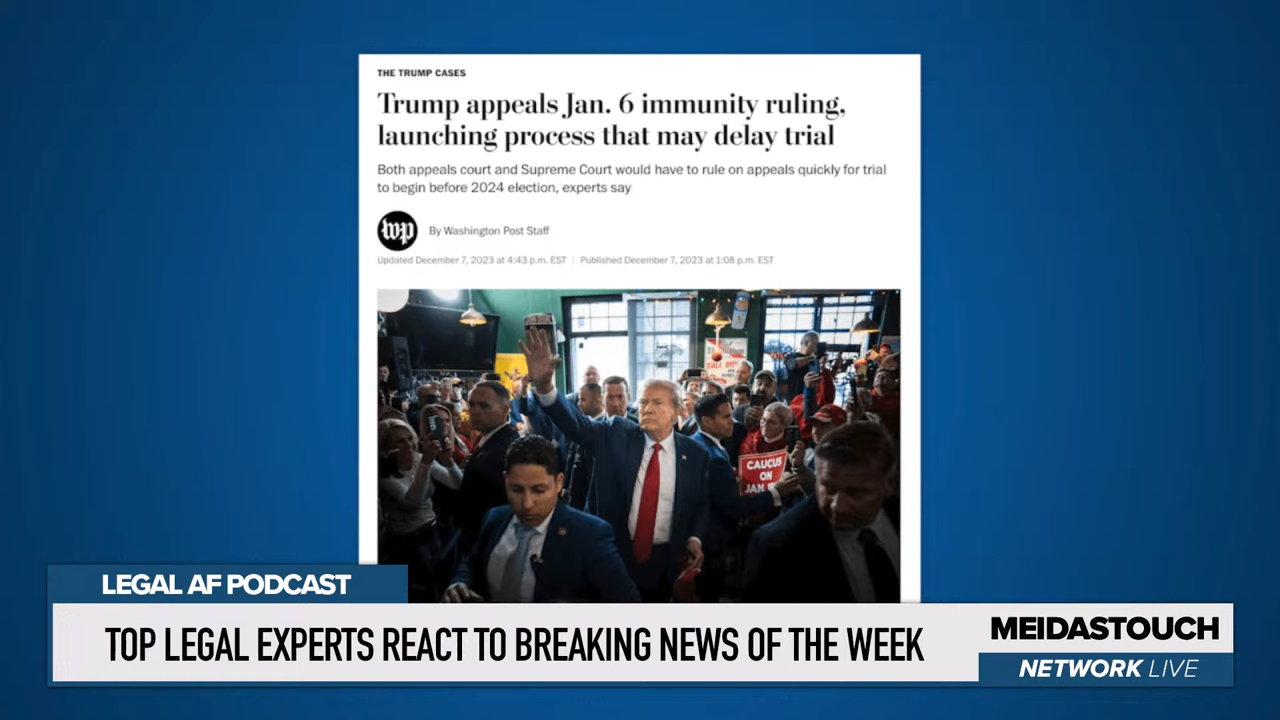 THE TRUMP CASES
Trump appeals Jan. 6 immunity ruling,
launching process that may delay trial
Both appeals court and Supreme Court would have to rule on appeals quickly for trial
to begin before 2024 election, experts say
wp
By Washington Post Staff
Updated December 7, 2023 at 4:43 p.m. EST | Published December 7, 2023 at 1:08 p.m. EST
CAUCUS
ON
JAN.
LEGAL AF PODCAST
TOP LEGAL EXPERTS REACT TO BREAKING NEWS OF THE WEEK
MEIDASTOUCH
NETWORK LIVE